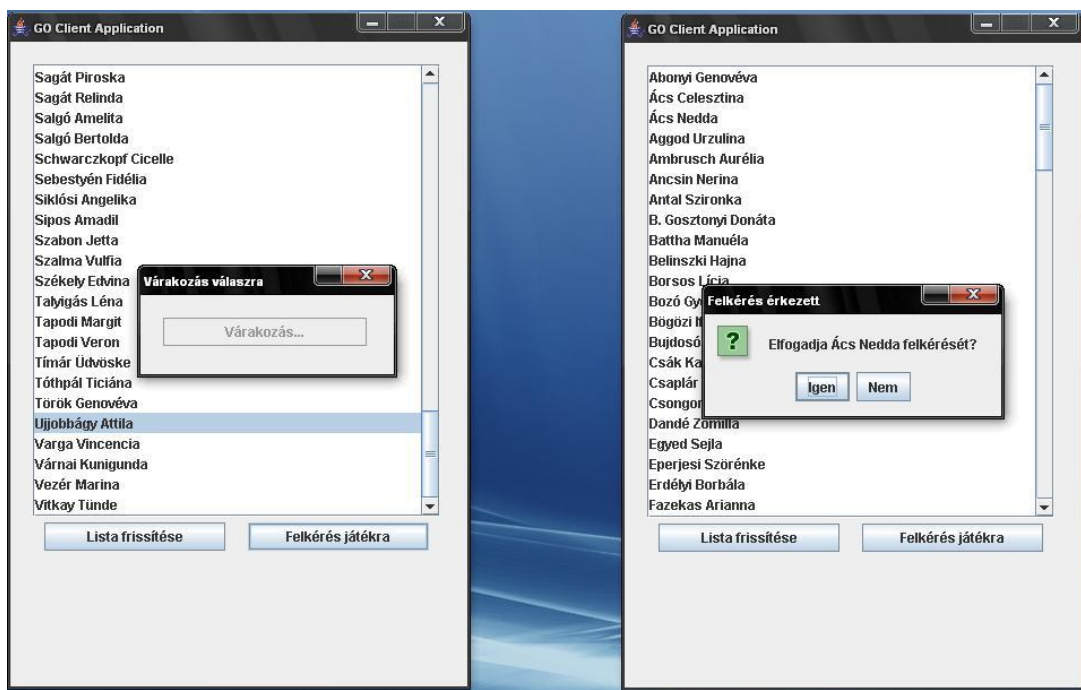 GO Client Application
Sagát Piroska
Sagát Relinda
Salgó Amelita
Salgó Bertolda
Schwarczkopf Cicelle
Sebestyén Fidélia
Siklósi Angelika
Sipos Amadil
Szabon Jetta
Szalma Vulfia
Székely Edvina
Talyigás Léna
Tapodi Margit
Tapodi Veron
Tímár Üdvöske
Tóthpál Ticiána
Török Genovéva
Ujjobbágy Attila
Varga Vincencia
Várnai Kunigunda
Vezér Marina
Vitkay Tünde
Várakozás válaszra
Várakozás...
Lista frissítése
Felkérés játékra
GO Client Application
Abonyi Genovéva
Ács Celesztina
Ács Nedda
Aggod Urzulina
Ambrusch Aurélia
Ancsin Nerina
Antal Szironka
B. Gosztonyi Donáta
Battha Manuéla
Belinszki Hajna
Borsos Lícia
Bozó
Bögözi
Bujdosó
Csák
Csaplár
Dandé Zomilla
Egyed Sejla
Eperjesi Szörénke
Erdélyi Borbála
Fazekas Arianna
Felkérés érkezett
Elfogadja Ács Nedda felkérését?
Igen
Nem
Lista frissítése
Felkérés játékra